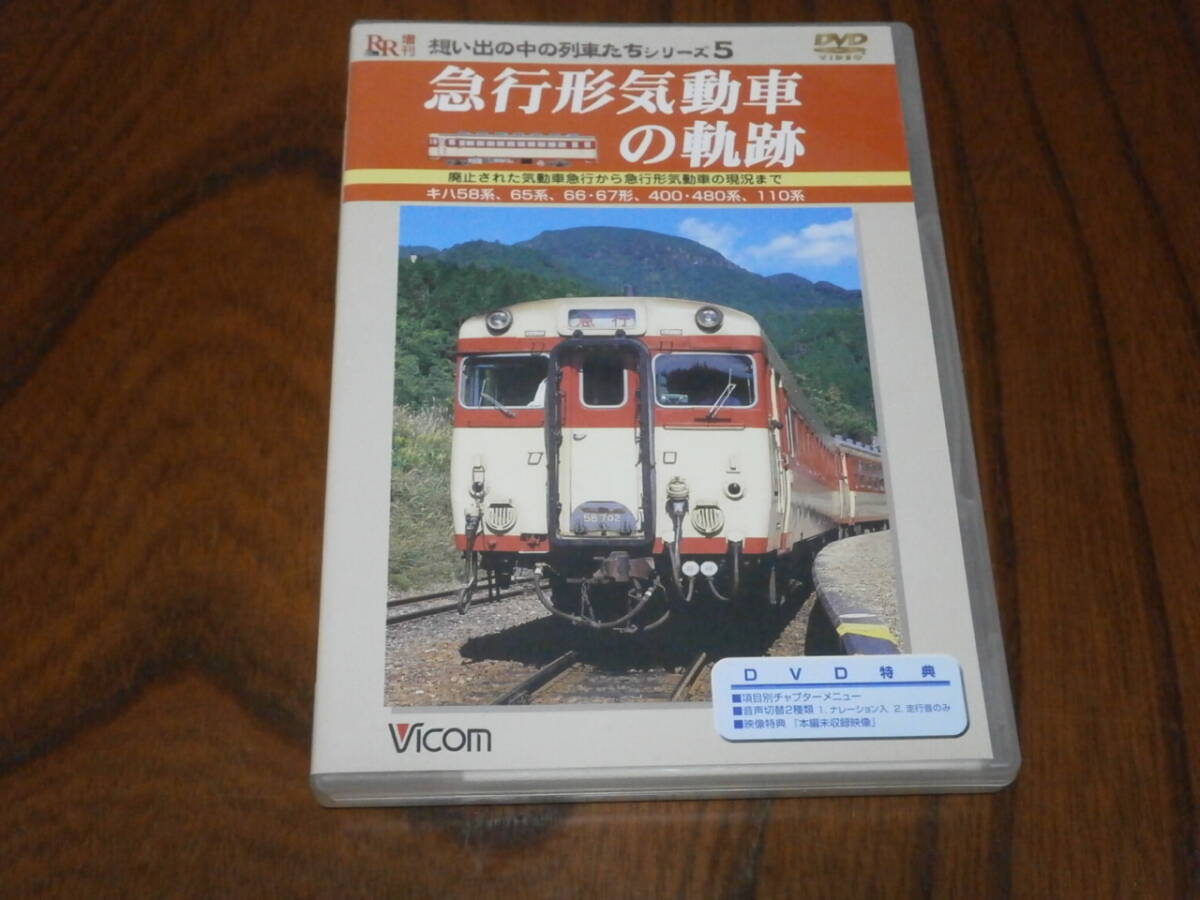 RR増刊 想い出の中の列車たちシリーズ5
DVD
VIDEO
急行形気動車
の軌跡
廃止された気動車急行から急行形気動車の現況まで
キハ58系、65系、66・67形、400・480系、110系
急行
58 702
DVD特典
■項目別チャプターメニュー
■音声切替2種類 1. ナレーション入 2. 走行音のみ
■映像特典「本編未収録映像」
Vicom